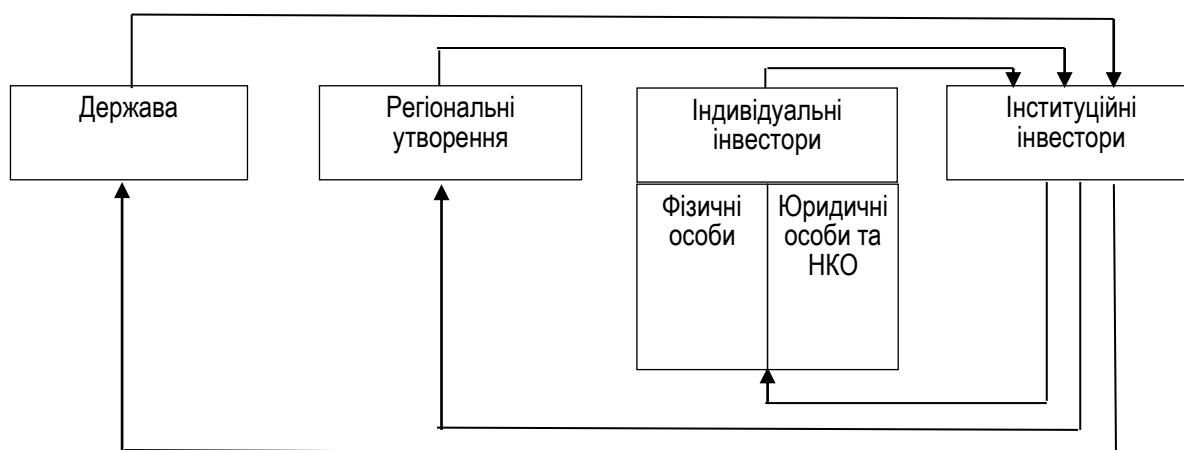 Держава
Регіональні
утворення
Індивідуальні
інвестори
Інституційні
інвестори
Фізичні
особи
Юридичні
особи та
НКО